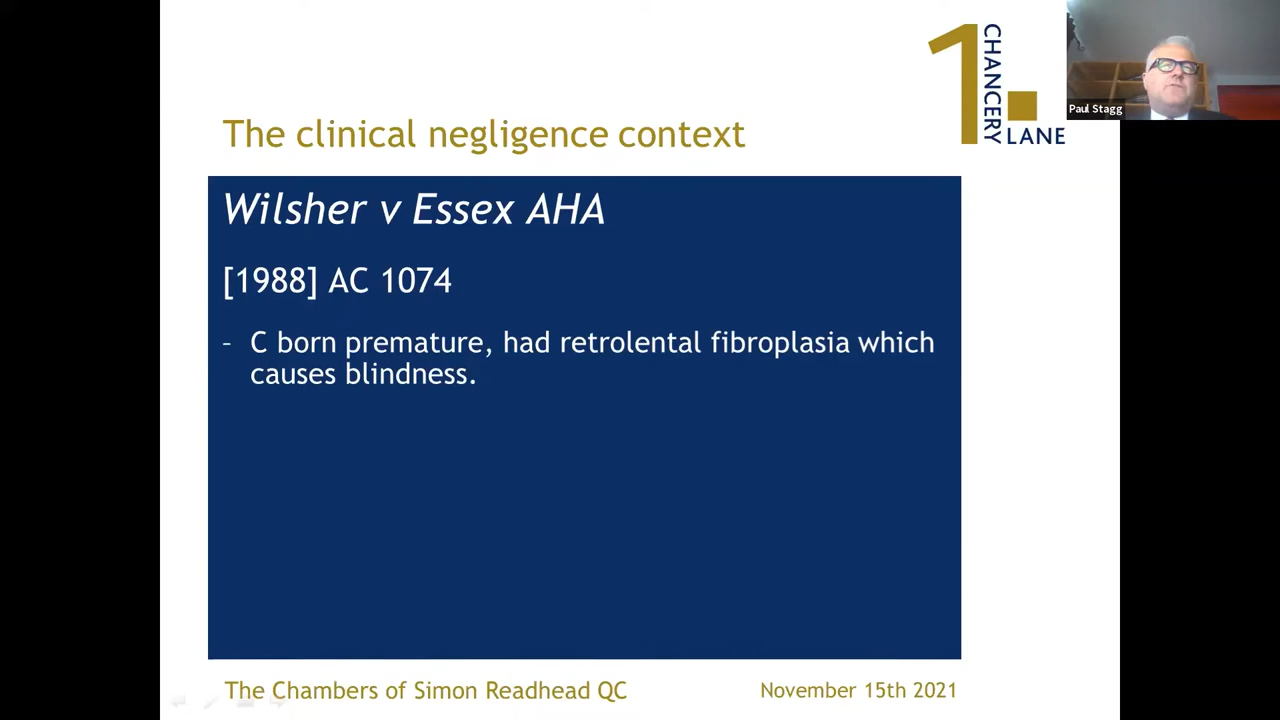 1 CHANCERY LANE
Paul Stagg
The clinical negligence context
Wilsher v Essex AHA
[1988] AC 1074
– C born premature, had retrolental fibroplasia which
causes blindness.
The Chambers of Simon Readhead QC
November 15th 2021